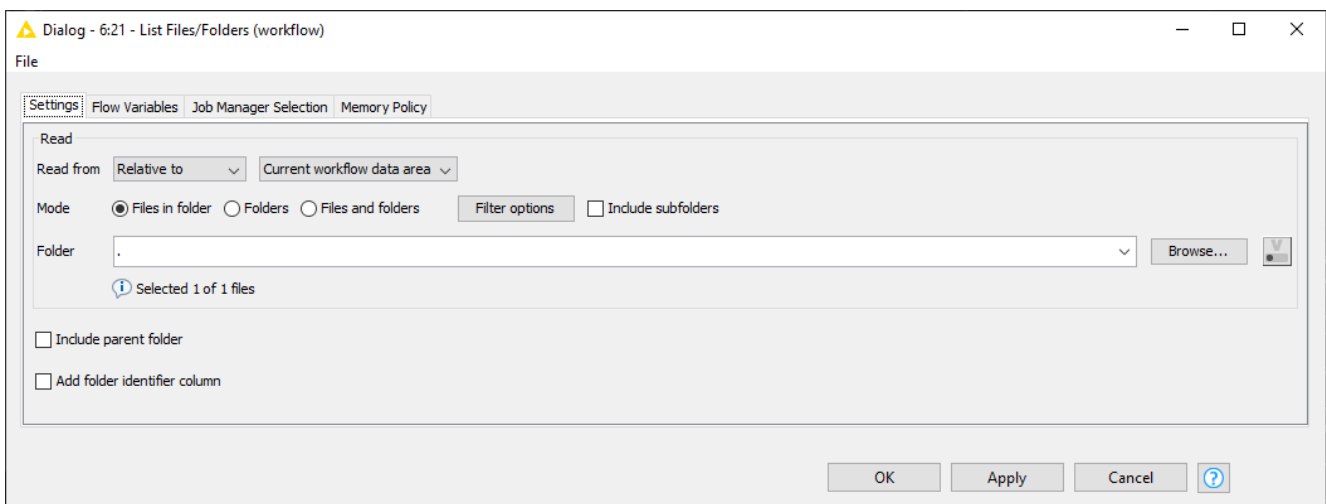 Dialog - 6:21 - List Files/Folders (workflow)
File
Settings Flow Variables Job Manager Selection Memory Policy
Read
Read from Relative to Current workflow data area
Mode Files in folder Folders Files and folders Filter options Include subfolders
Folder . Browse... V
Selected 1 of 1 files
Include parent folder
Add folder identifier column
OK Apply Cancel ?